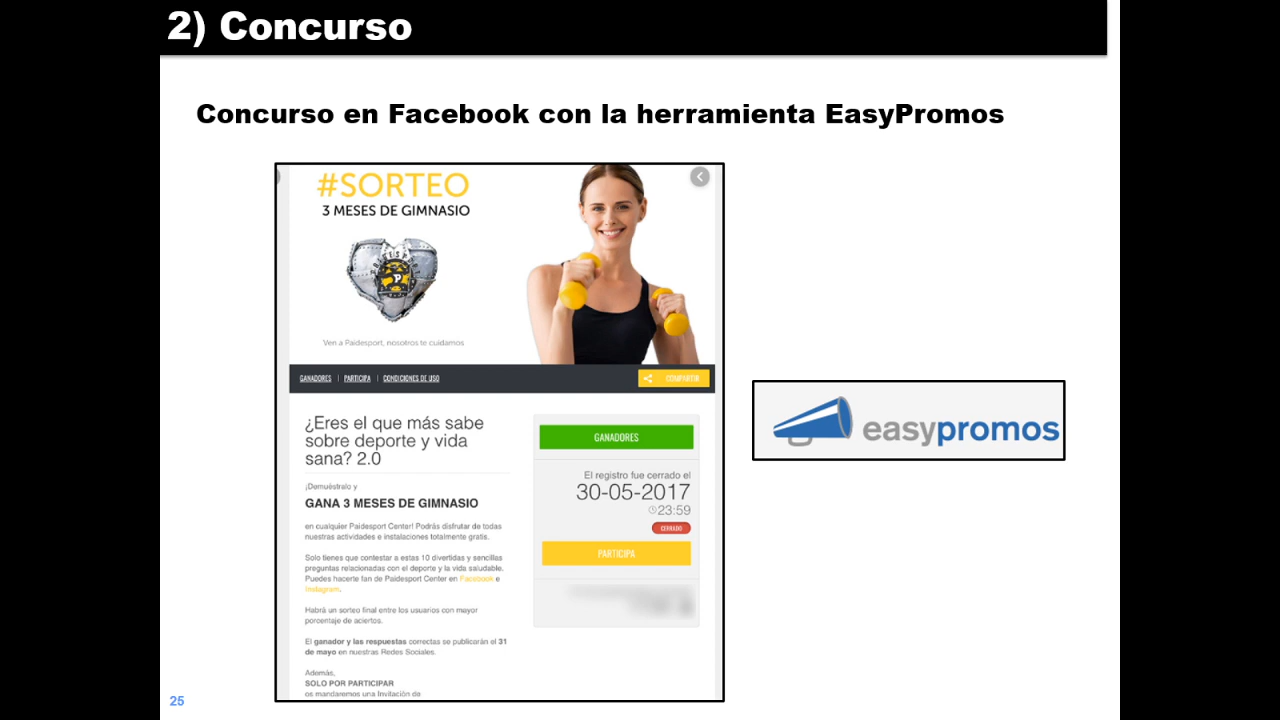 2) Concurso
Concurso en Facebook con la herramienta EasyPromos
#SORTEO
3 MESES DE GIMNASIO
P
Ven a Paidesport, nosotros te cuidamos
GANADORES | PARTICIPA | CONDICIONES DE USO
COMPARTIR
¿Eres el que más sabe
sobre deporte y vida
sana? 2.0
¡Demuéstralo y
GANA 3 MESES DE GIMNASIO
en cualquier Paidesport Center! Podrás disfrutar de todas
nuestras actividades e instalaciones totalmente gratis.
Solo tienes que contestar a estas 10 divertidas y sencillas
preguntas relacionadas con el deporte y la vida saludable.
Puedes hacerte fan de Paidesport Center en Facebook e
Instagram.
Habrá un sorteo final entre los usuarios con mayor
porcentaje de aciertos.
El ganador y las respuestas correctas se publicarán el 31
de mayo en nuestras Redes Sociales.
Además,
SOLO POR PARTICIPAR
os mandaremos una Invitación de
GANADORES
El registro fue cerrado el
30-05-2017
23:59
CERRADO
PARTICIPA
easypromos
25